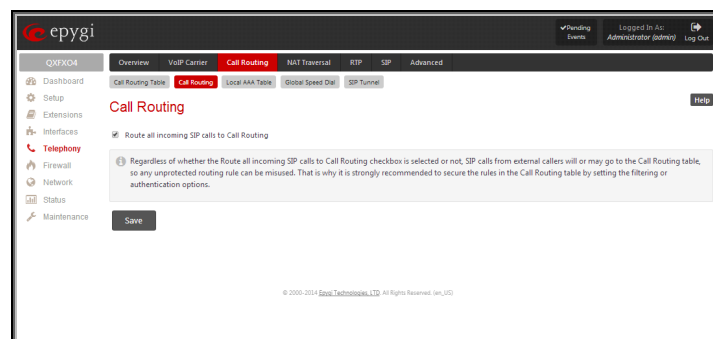 epygi
Pending Events
Logged In As:
Administrator (admin)
Log Out
QXFXO4
Overview VoIP Carrier Call Routing NAT Traversal RTP SIP Advanced
Dashboard
Setup
Extensions
Interfaces
Telephony
Firewall
Network
Status
Maintenance
Call Routing Table Call Routing Local AAA Table Global Speed Dial SIP Tunnel
Call Routing
Help
Route all incoming SIP calls to Call Routing
Regardless of whether the Route all incoming SIP calls to Call Routing checkbox is selected or not, SIP calls from external callers will or may go to the Call Routing table,
so any unprotected routing rule can be misused. That is why it is strongly recommended to secure the rules in the Call Routing table by setting the filtering or
authentication options.
Save
© 2000-2014 Epygi Technologies, LTD. All Rights Reserved. (en_US)